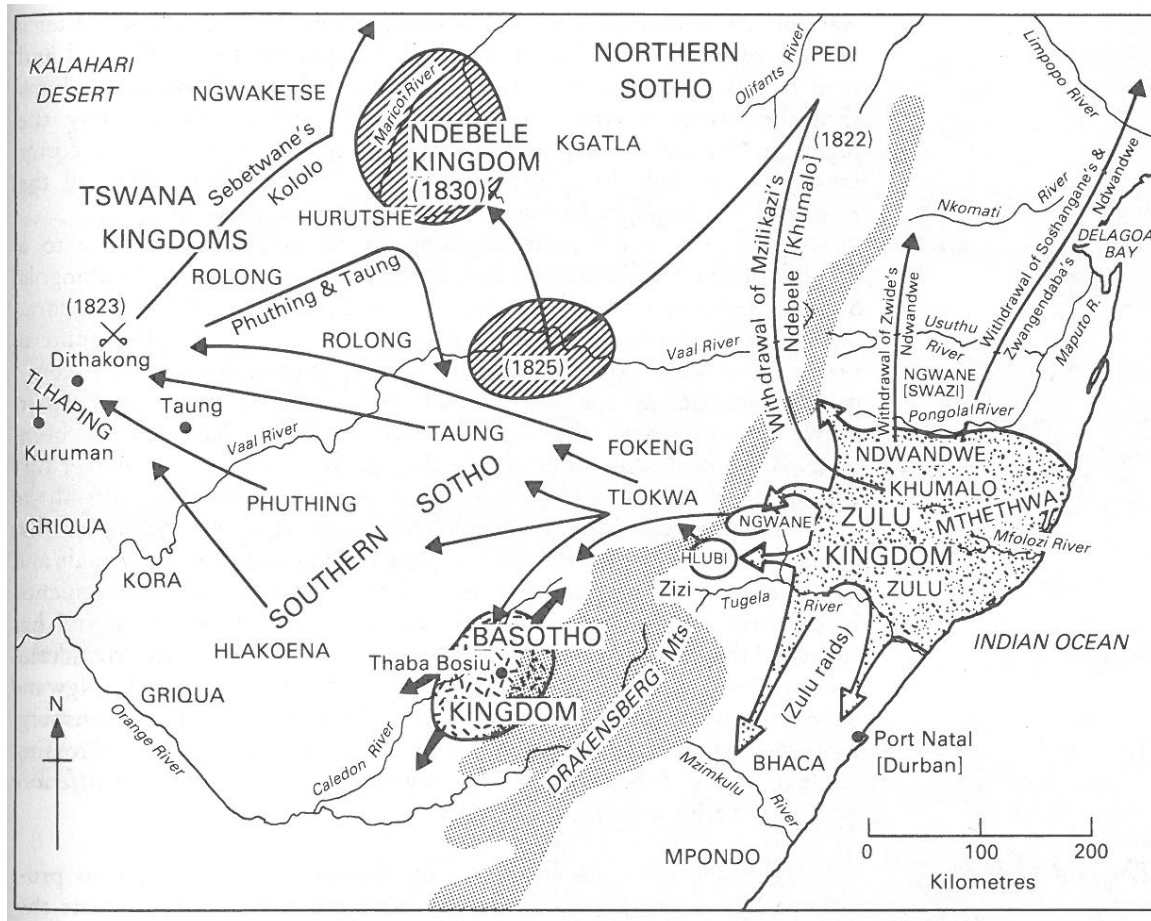 KALAHARI
DESERT
NGWAKETSE
Sebetwane's
Kololo
TSWANA
KINGDOMS
Marico River
NDEBELE
KINGDOM
(1830)
HURUTSHE
KGATLA
NORTHERN
SOTHO
Olifants River
PEDI
Limpopo River
(1822)
Withdrawal of Mzilikazi's
Ndebele [Khumalo]
Nkomati River
DELAGOA
BAY
Withdrawal of Soshangane's &
Zwangendaba's Ndwandwe
Withdrawal of Zwide's
Ndwandwe
Usuthu
River
Maputo R.
NGWANE
[SWAZI]
Pongolal River
ROLONG
Phuthing & Taung
(1823)
Dithakong
ROLONG
(1825)
Vaal River
TLHAPING
Taung
Kuruman
Vaal River
TAUNG
FOKENG
TLOKWA
PHUTHING
SOUTHERN SOTHO
GRIQUA
KORA
HLAKOENA
GRIQUA
Orange River
NDWANDWE
KHUMALO
ZULU
KINGDOM
MTHETHWA
Mfolozi River
ZULU
NGWANE
HLUBI
Zizi
Tugela
River
BASOTHO
Thaba Bosiu
KINGDOM
Caledon River
DRAKENSBERG Mts
(Zulu raids)
INDIAN OCEAN
Port Natal
[Durban]
BHACA
Mzimkulu
River
MPONDO
N
0 100 200
Kilometres